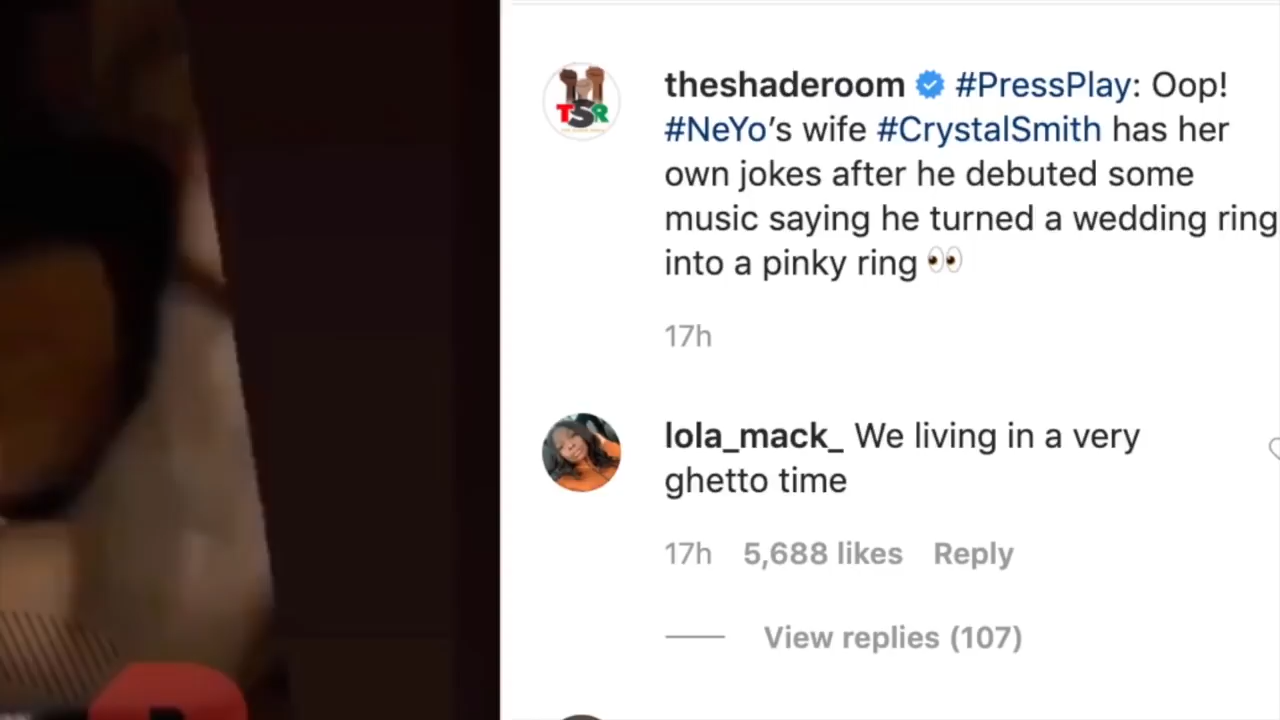 theshaderoom #PressPlay: Oop!
#NeYo's wife #CrystalSmith has her
own jokes after he debuted some
music saying he turned a wedding ring
into a pinky ring 👀
17h
TSR
lola_mack_ We living in a very
ghetto time
17h 5,688 likes Reply
View replies (107)